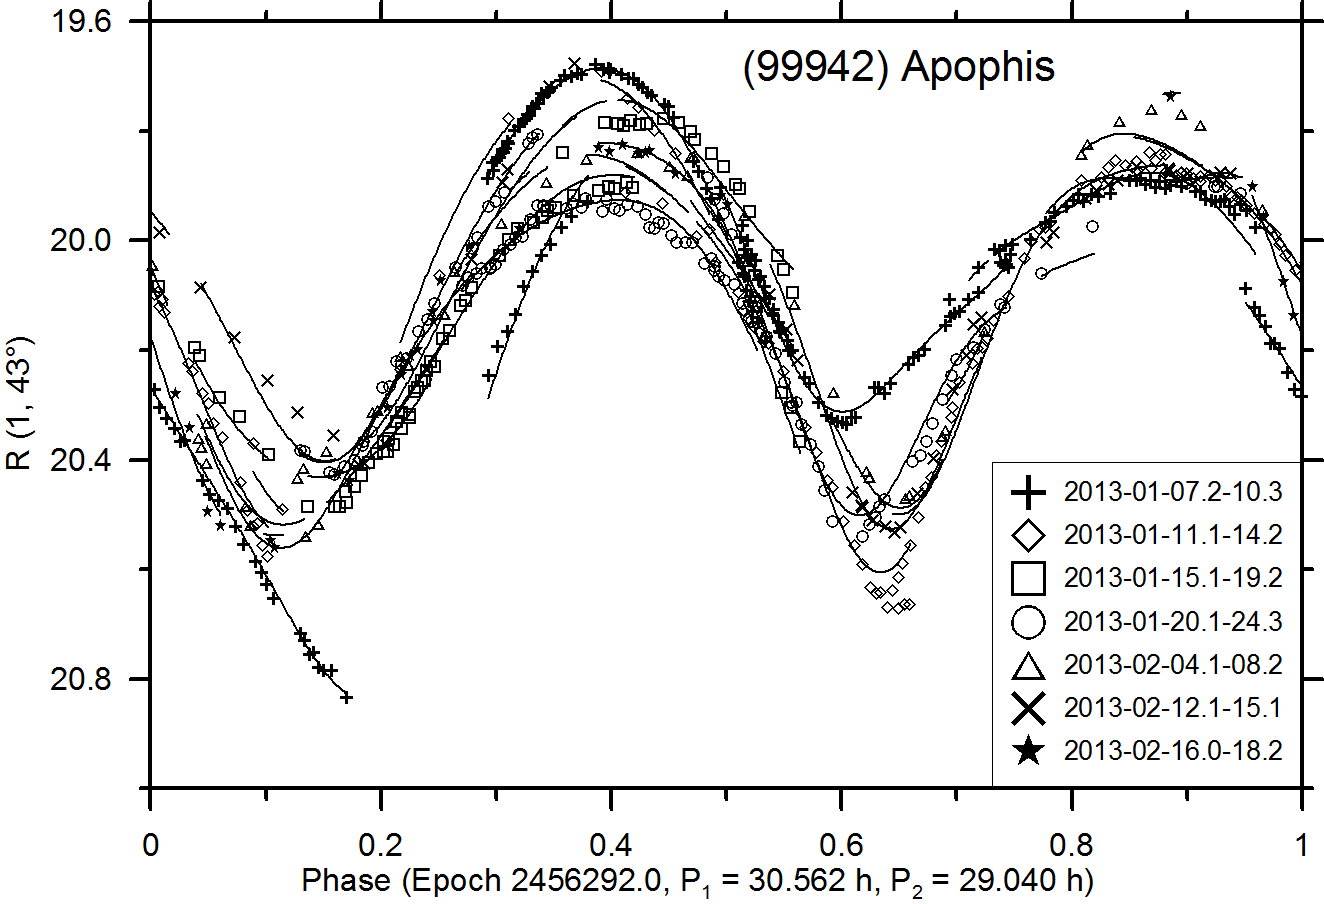 (99942) Apophis
R (1, 43°)
19.6
20.0
20.4
20.8
2013-01-07.2-10.3
2013-01-11.1-14.2
2013-01-15.1-19.2
2013-01-20.1-24.3
2013-02-04.1-08.2
2013-02-12.1-15.1
2013-02-16.0-18.2
0 0.2 0.4 0.6 0.8 1
Phase (Epoch 2456292.0, P₁ = 30.562 h, P₂ = 29.040 h)